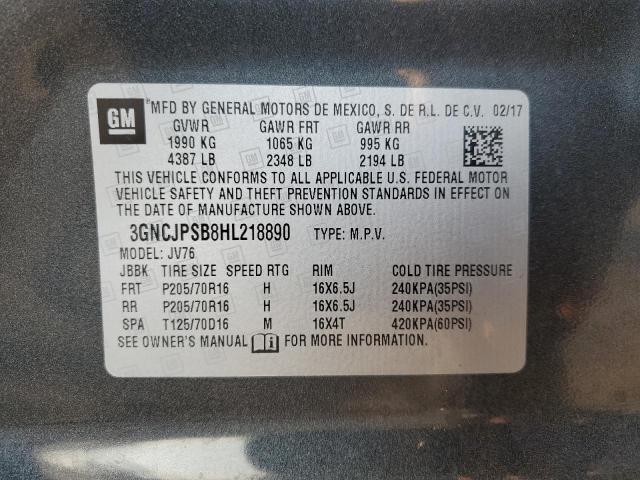 GM
®MFD BY GENERAL MOTORS DE MEXICO, S. DE R.L. DE C.V. 02/17
GVWR GAWR FRT GAWR RR
1990 KG 1065 KG 995 KG
4387 LB 2348 LB 2194 LB
THIS VEHICLE CONFORMS TO ALL APPLICABLE U.S. FEDERAL MOTOR
VEHICLE SAFETY AND THEFT PREVENTION STANDARDS IN EFFECT ON
THE DATE OF MANUFACTURE SHOWN ABOVE.
3GNCJPSB8HL218890 TYPE: M.P.V.
MODEL: JV76
JBBK TIRE SIZE SPEED RTG RIM COLD TIRE PRESSURE
FRT P205/70R16 H 16X6.5J 240KPA(35PSI)
RR P205/70R16 H 16X6.5J 240KPA(35PSI)
SPA T125/70D16 M 16X4T 420KPA(60PSI)
SEE OWNER'S MANUAL FOR MORE INFORMATION